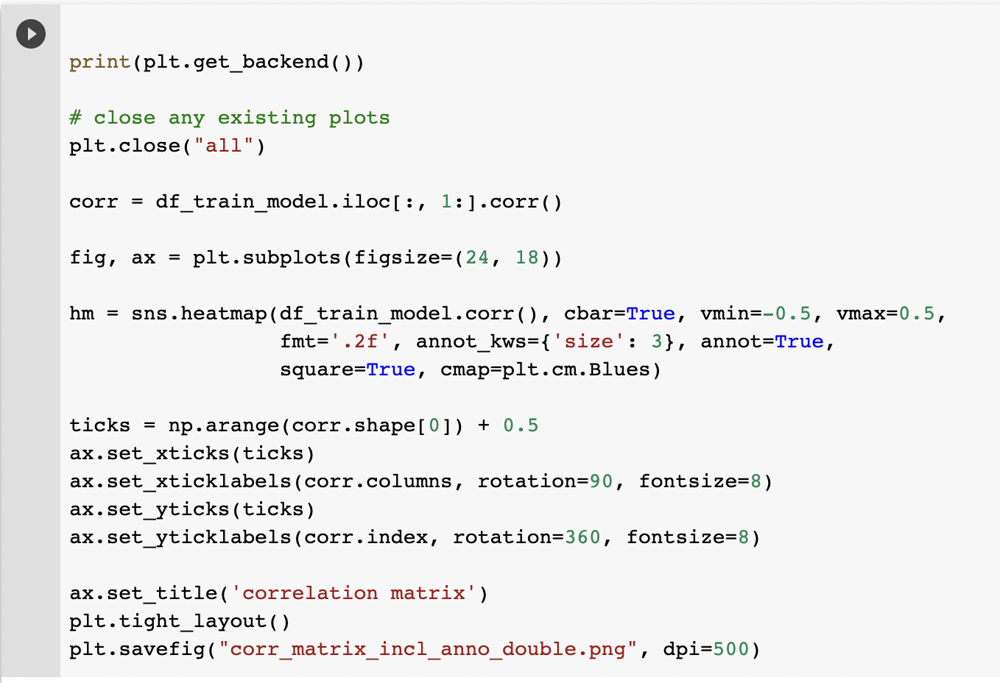 print(plt.get_backend())
# close any existing plots
plt.close("all")
corr = df_train_model.iloc[:, 1:].corr()
fig, ax = plt.subplots(figsize=(24, 18))
hm = sns.heatmap(df_train_model.corr(), cbar=True, vmin=-0.5, vmax=0.5,
fmt='.2f', annot_kws={'size': 3}, annot=True,
square=True, cmap=plt.cm.Blues)
ticks = np.arange(corr.shape[0]) + 0.5
ax.set_xticks(ticks)
ax.set_xticklabels(corr.columns, rotation=90, fontsize=8)
ax.set_yticks(ticks)
ax.set_yticklabels(corr.index, rotation=360, fontsize=8)
ax.set_title('correlation matrix')
plt.tight_layout()
plt.savefig("corr_matrix_incl_anno_double.png", dpi=500)